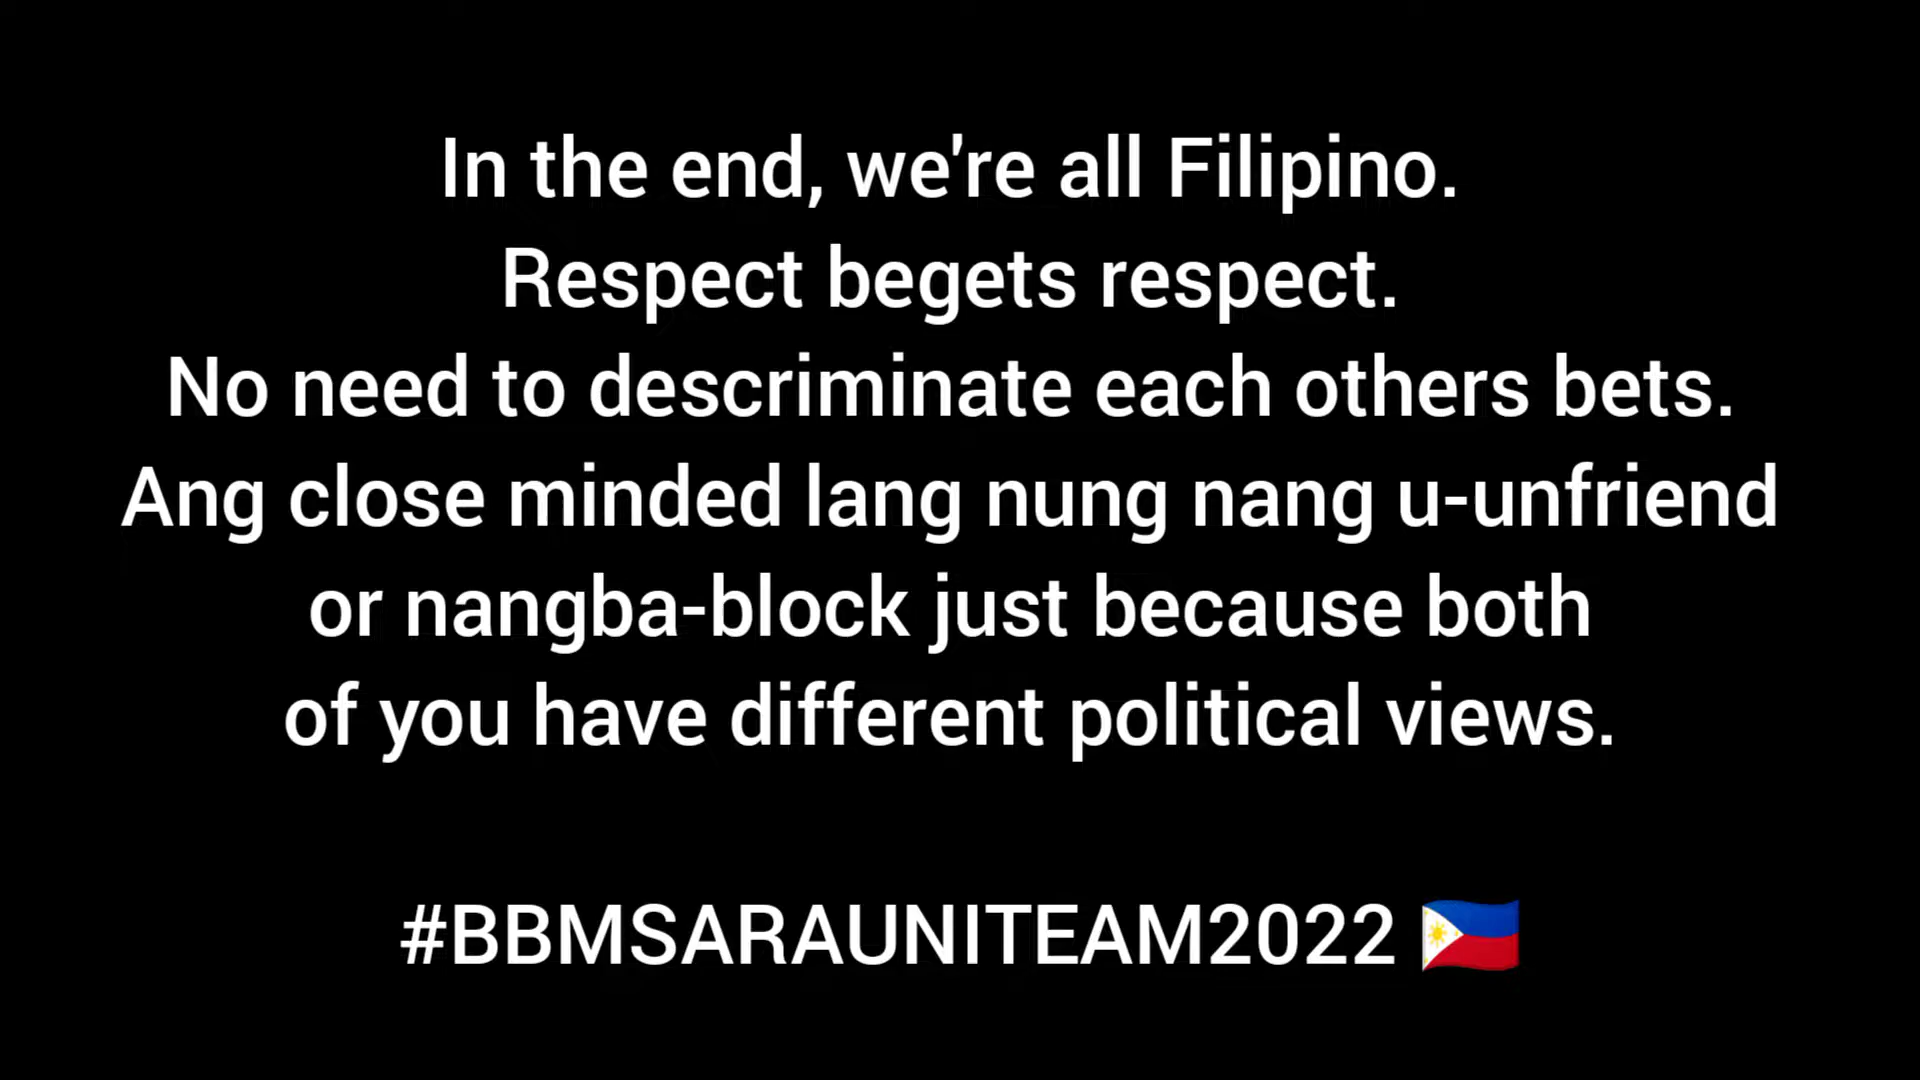 In the end, we're all Filipino.
Respect begets respect.
No need to descriminate each others bets.
Ang close minded lang nung nang u-unfriend
or nangba-block just because both
of you have different political views.
#BBMSARAUNITEAM2022 🇵🇭